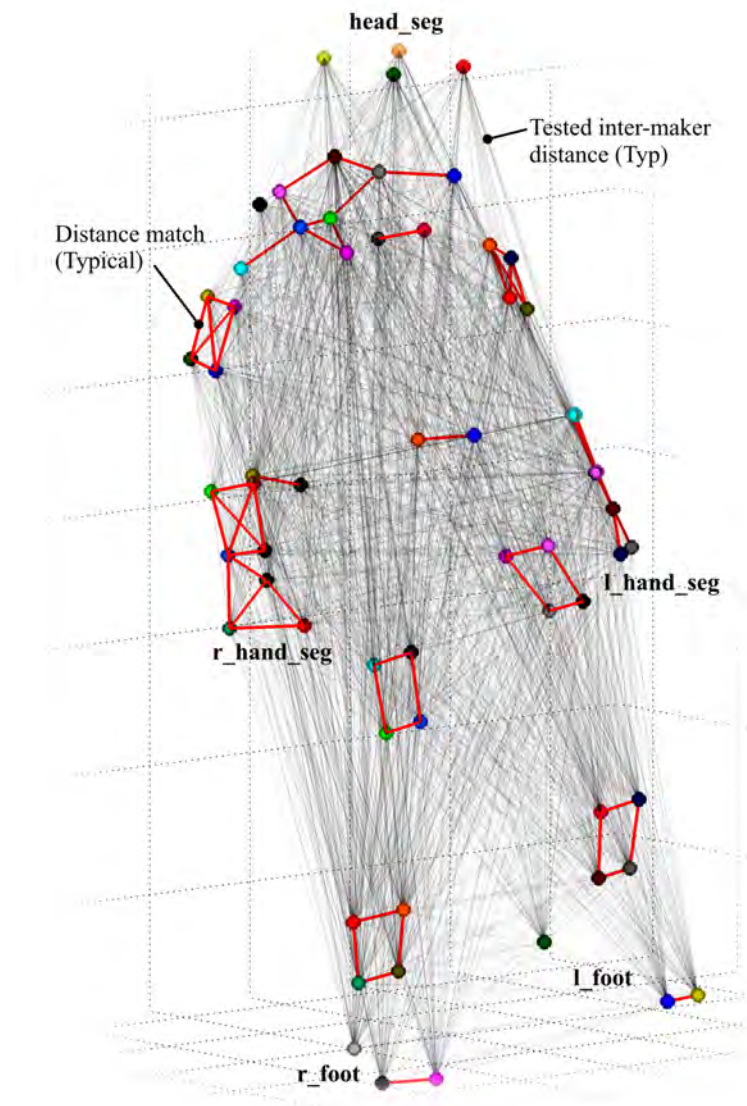 head_seg
Tested inter-maker
distance (Typ)
Distance match
(Typical)
l_hand_seg
r_hand_seg
l_foot
r_foot